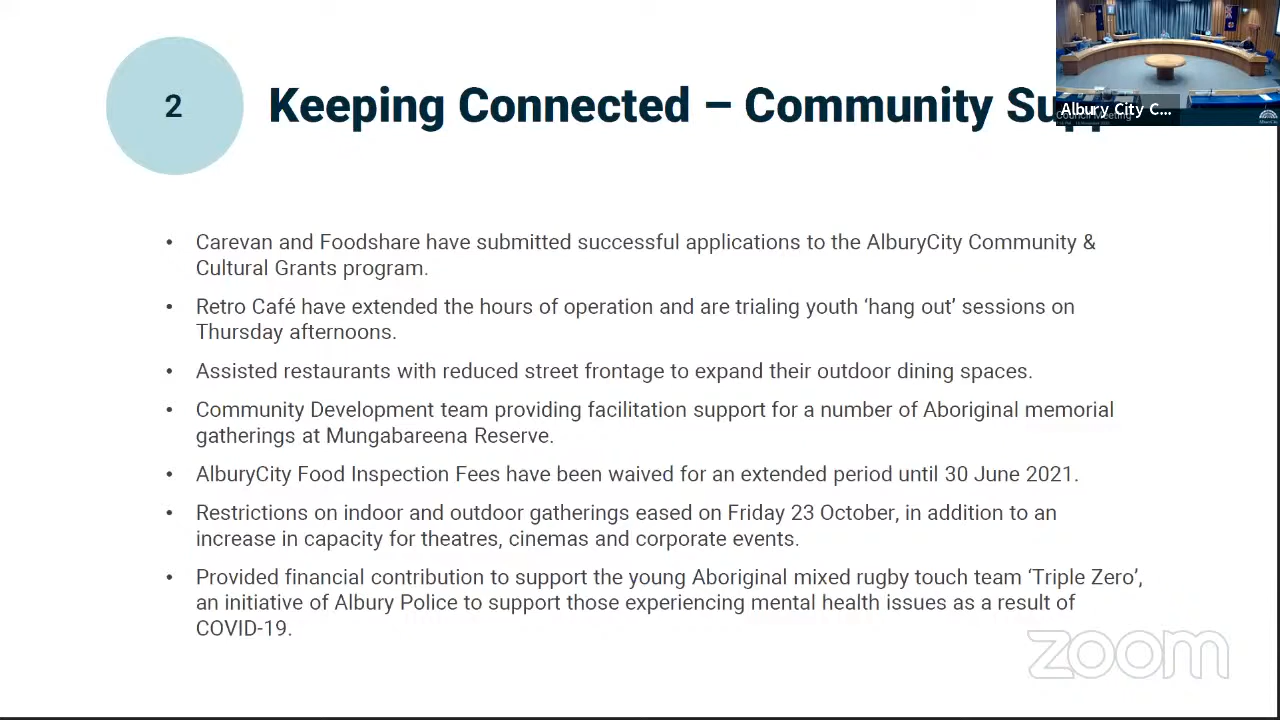 2
Keeping Connected – Community Supp
Albury City C...
Council Meeting
• Carevan and Foodshare have submitted successful applications to the AlburyCity Community &
Cultural Grants program.
• Retro Café have extended the hours of operation and are trialing youth ‘hang out’ sessions on
Thursday afternoons.
• Assisted restaurants with reduced street frontage to expand their outdoor dining spaces.
• Community Development team providing facilitation support for a number of Aboriginal memorial
gatherings at Mungabareena Reserve.
• AlburyCity Food Inspection Fees have been waived for an extended period until 30 June 2021.
• Restrictions on indoor and outdoor gatherings eased on Friday 23 October, in addition to an
increase in capacity for theatres, cinemas and corporate events.
• Provided financial contribution to support the young Aboriginal mixed rugby touch team ‘Triple Zero’,
an initiative of Albury Police to support those experiencing mental health issues as a result of
COVID-19.
zoom